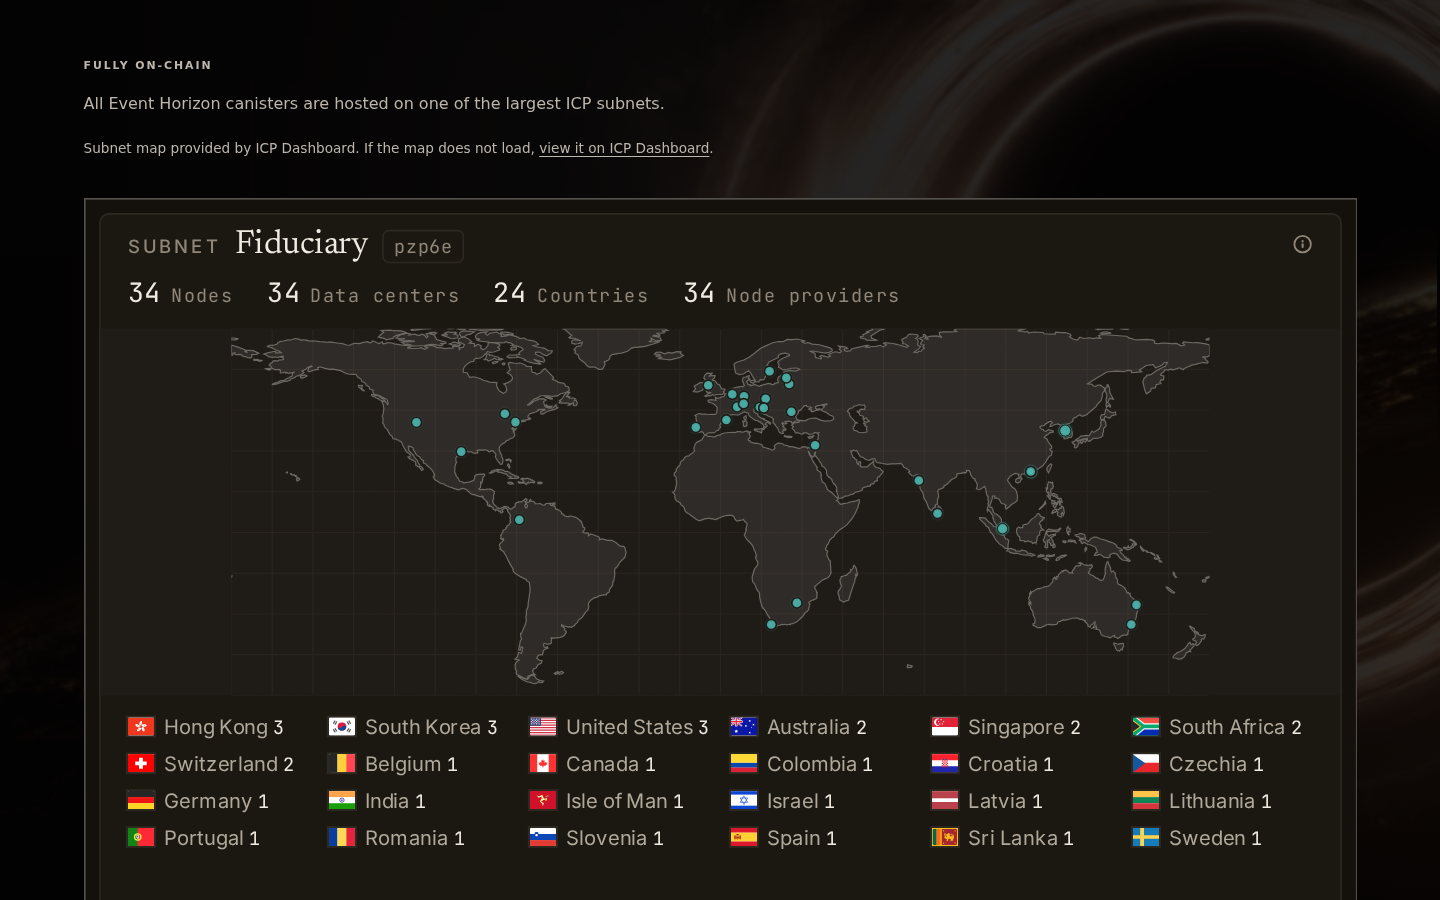 FULLY ON-CHAIN
All Event Horizon canisters are hosted on one of the largest ICP subnets.
Subnet map provided by ICP Dashboard. If the map does not load, view it on ICP Dashboard.
SUBNET Fiduciary pzp6e
34 Nodes 34 Data centers 24 Countries 34 Node providers
Hong Kong 3 South Korea 3 United States 3 Australia 2 Singapore 2 South Africa 2
Switzerland 2 Belgium 1 Canada 1 Colombia 1 Croatia 1 Czechia 1
Germany 1 India 1 Isle of Man 1 Israel 1 Latvia 1 Lithuania 1
Portugal 1 Romania 1 Slovenia 1 Spain 1 Sri Lanka 1 Sweden 1